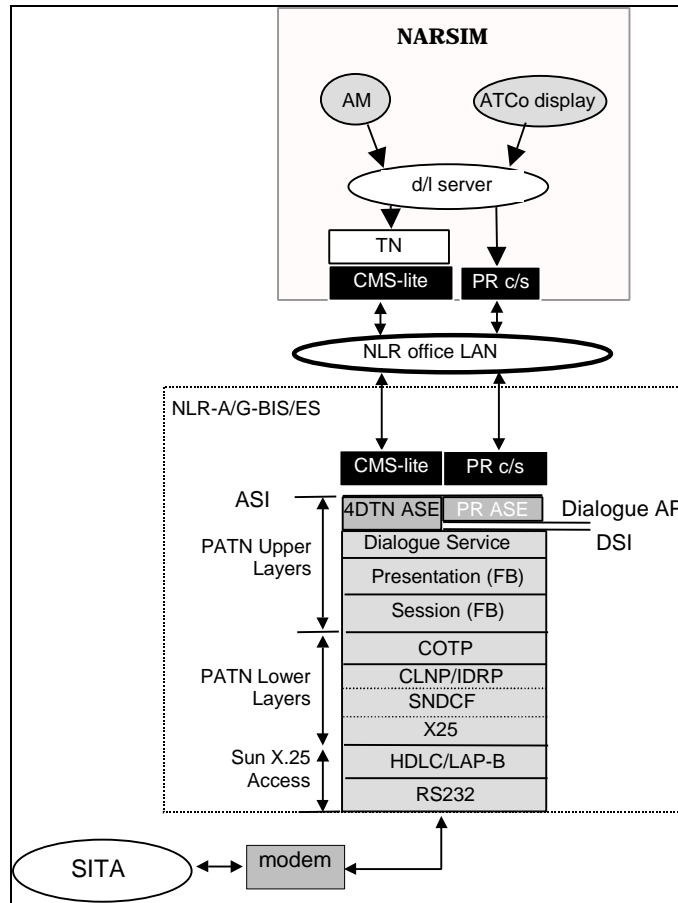 NARSIM
AM
ATCo display
d/l server
TN
CMS-lite
PR c/s
NLR office LAN
NLR-A/G-BIS/ES
CMS-lite
PR c/s
ASI
4DTN ASE
PR ASE
Dialogue AP
DSI
PATN Upper
Layers
Dialogue Service
Presentation (FB)
Session (FB)
PATN Lower
Layers
COTP
CLNP/IDRP
SNDCF
X25
Sun X.25
Access
HDLC/LAP-B
RS232
SITA
modem